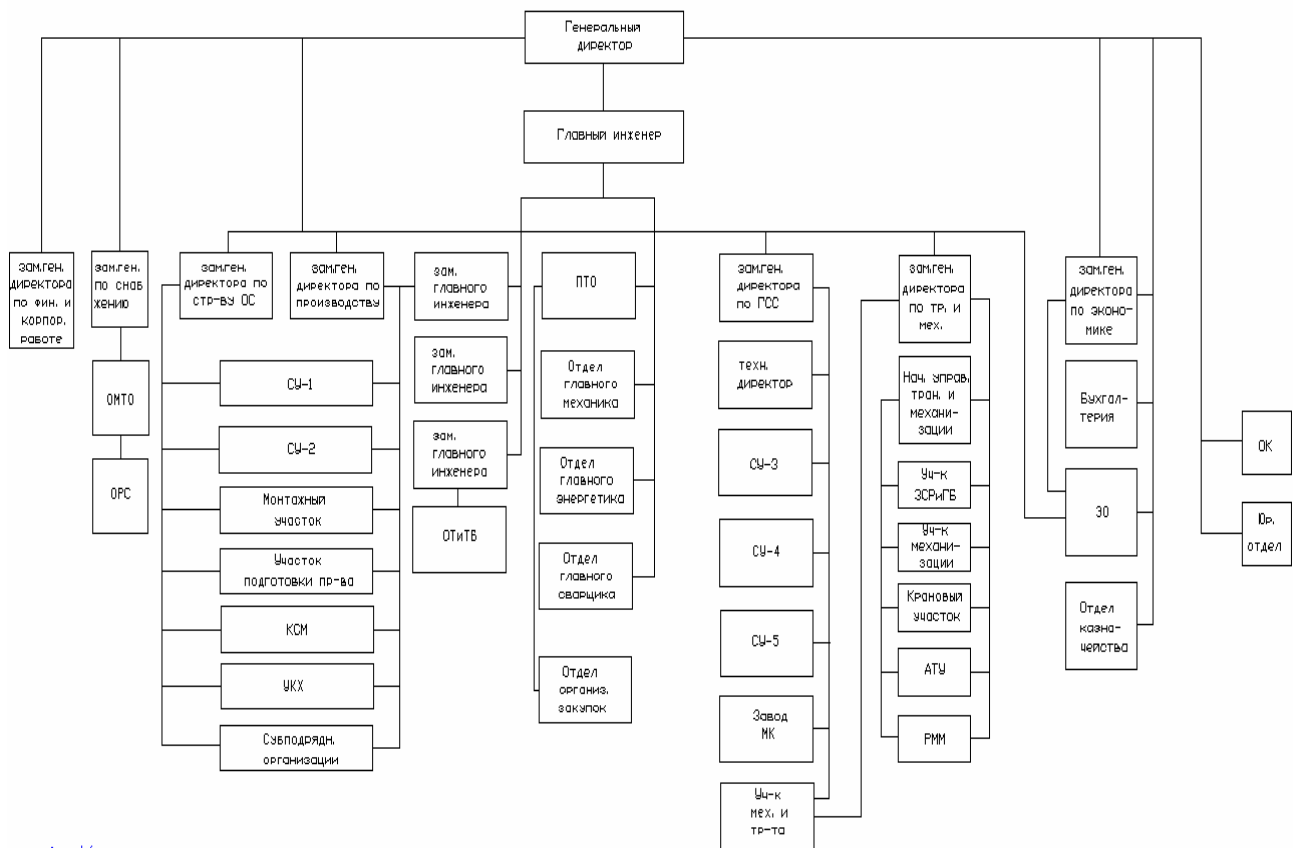 Генеральный
директор
Главный инженер
зам.ген.
директора
по фин. и
корпор.
работе
зам.ген.
по снаб
жению
ОМТО
ОРС
зам.ген.
директора по
стр-ву ОС
зам.ген.
директора по
производству
СУ-1
СУ-2
Монтажный
участок
Участок
подготовки пр-ва
КСМ
УКХ
Субподрядн.
организации
зам.
главного
инженера
зам.
главного
инженера
зам.
главного
инженера
ОТиТБ
ПТО
Отдел
главного
механика
Отдел
главного
энергетика
Отдел
главного
сварщика
Отдел
организ.
закупок
зам.ген.
директора
по ГСС
техн.
директор
СУ-3
СУ-4
СУ-5
Завод
МК
Уч-к
мех. и
тр-та
зам.ген.
директора
по тр. и
мех.
Нач. управ.
тран. и
механи-
зации
Уч-к
ЗСРиГБ
Уч-к
механи-
зации
Крановый
участок
АТУ
РММ
зам.ген.
директора
по эконо-
мике
Бухгал-
терия
ЭО
Отдел
казна-
чейства
ОК
Юр.
отдел